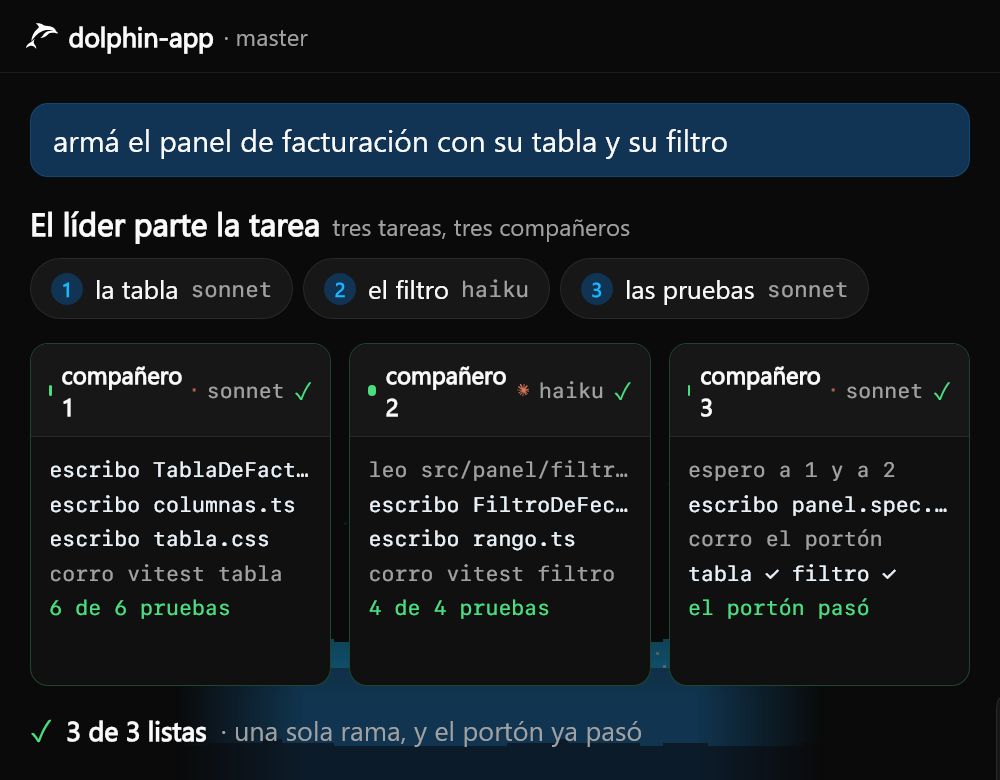 dolphin-app · master
armá el panel de facturación con su tabla y su filtro
El líder parte la tarea tres tareas, tres compañeros
1 la tabla sonnet
2 el filtro haiku
3 las pruebas sonnet
compañero 1 · sonnet ✓
escribo TablaDeFact…
escribo columnas.ts
escribo tabla.css
corro vitest tabla
6 de 6 pruebas
compañero 2 haiku ✓
leo src/panel/filtr…
escribo FiltroDeFec…
escribo rango.ts
corro vitest filtro
4 de 4 pruebas
compañero 3 · sonnet ✓
espero a 1 y a 2
escribo panel.spec.…
corro el portón
tabla ✓ filtro ✓
el portón pasó
✓ 3 de 3 listas · una sola rama, y el portón ya pasó